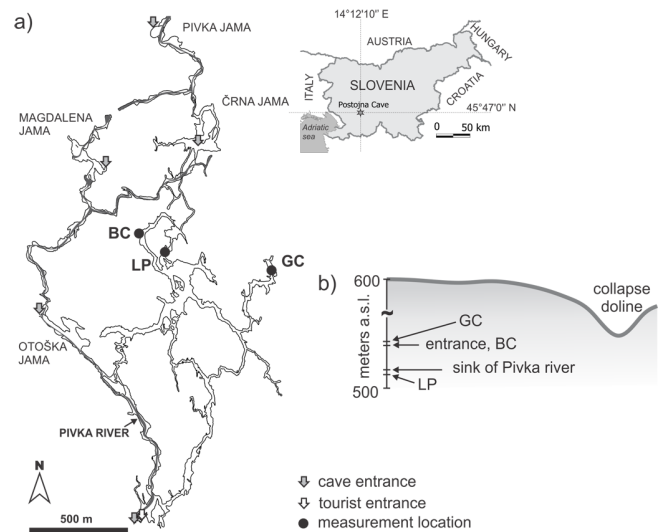 a)
PIVKA JAMA
ČRNA JAMA
MAGDALENA
JAMA
BC
LP
GC
OTOŠKA
JAMA
PIVKA RIVER
N
500 m
14°12'10'' E
AUSTRIA
HUNGARY
ITALY
SLOVENIA
CROATIA
Postojna Cave
45°47'0'' N
Adriatic
sea
0 50 km
b)
600
meters a.s.l.
500
collapse
doline
GC
entrance, BC
sink of Pivka river
LP
cave entrance
tourist entrance
measurement location